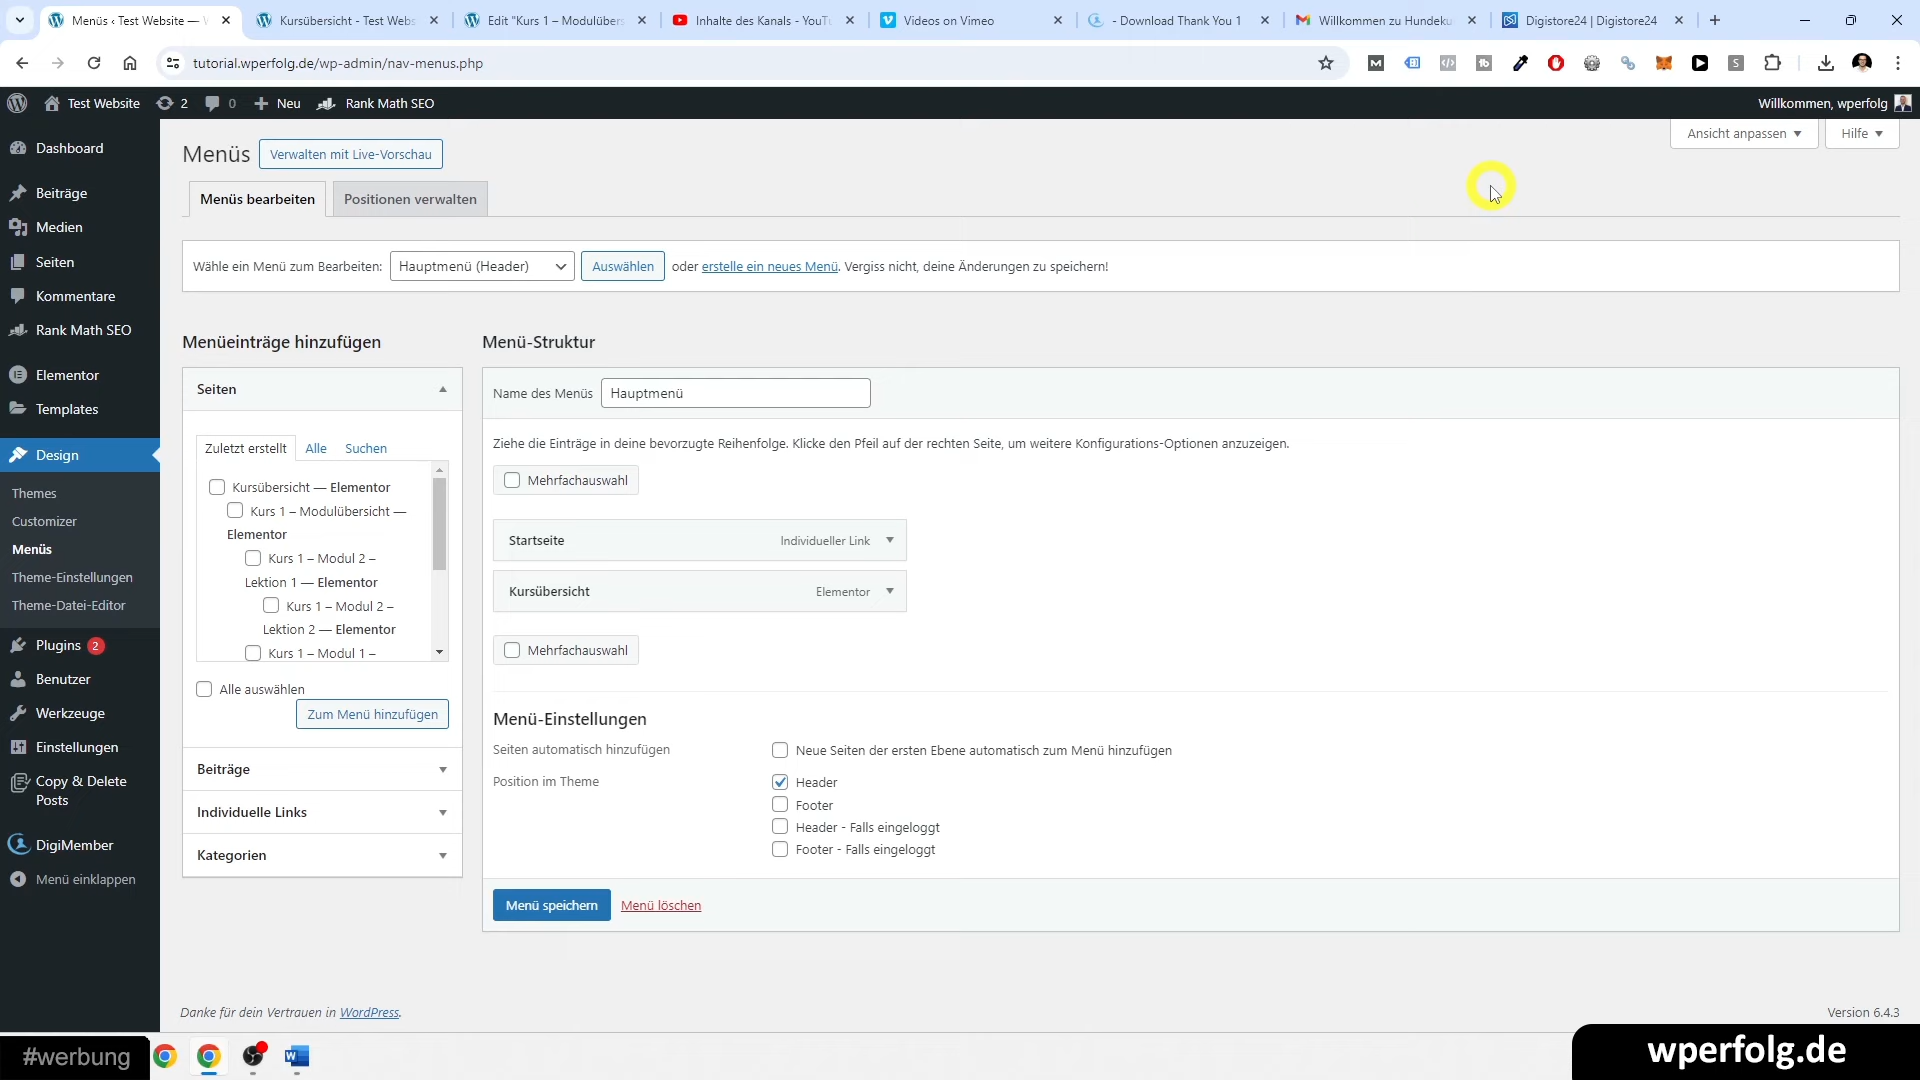 Menüs ‹ Test Website —
Kursübersicht - Test Webs
Edit "Kurs 1 – Modulübers
Inhalte des Kanals - YouTu
Videos on Vimeo
- Download Thank You 1
Willkommen zu Hundeku
Digistore24 | Digistore24
tutorial.wperfolg.de/wp-admin/nav-menus.php
Test Website
2
0
Neu
Rank Math SEO
Willkommen, wperfolg
Dashboard
Beiträge
Medien
Seiten
Kommentare
Rank Math SEO
Elementor
Templates
Design
Themes
Customizer
Menüs
Theme-Einstellungen
Theme-Datei-Editor
Plugins 2
Benutzer
Werkzeuge
Einstellungen
Copy & Delete
Posts
DigiMember
Menü einklappen
Ansicht anpassen
Hilfe
Menüs
Verwalten mit Live-Vorschau
Menüs bearbeiten
Positionen verwalten
Wähle ein Menü zum Bearbeiten: Hauptmenü (Header) Auswählen oder erstelle ein neues Menü. Vergiss nicht, deine Änderungen zu speichern!
Menüeinträge hinzufügen
Seiten
Zuletzt erstellt Alle Suchen
Kursübersicht — Elementor
Kurs 1 – Modulübersicht —
Elementor
Kurs 1 – Modul 2 –
Lektion 1 — Elementor
Kurs 1 – Modul 2 –
Lektion 2 — Elementor
Kurs 1 – Modul 1 –
Alle auswählen
Zum Menü hinzufügen
Beiträge
Individuelle Links
Kategorien
Menü-Struktur
Name des Menüs Hauptmenü
Ziehe die Einträge in deine bevorzugte Reihenfolge. Klicke den Pfeil auf der rechten Seite, um weitere Konfigurations-Optionen anzuzeigen.
Mehrfachauswahl
Startseite Individueller Link
Kursübersicht Elementor
Mehrfachauswahl
Menü-Einstellungen
Seiten automatisch hinzufügen Neue Seiten der ersten Ebene automatisch zum Menü hinzufügen
Position im Theme Header
Footer
Header - Falls eingeloggt
Footer - Falls eingeloggt
Menü speichern Menü löschen
Danke für dein Vertrauen in WordPress.
Version 6.4.3
#werbung
wperfolg.de